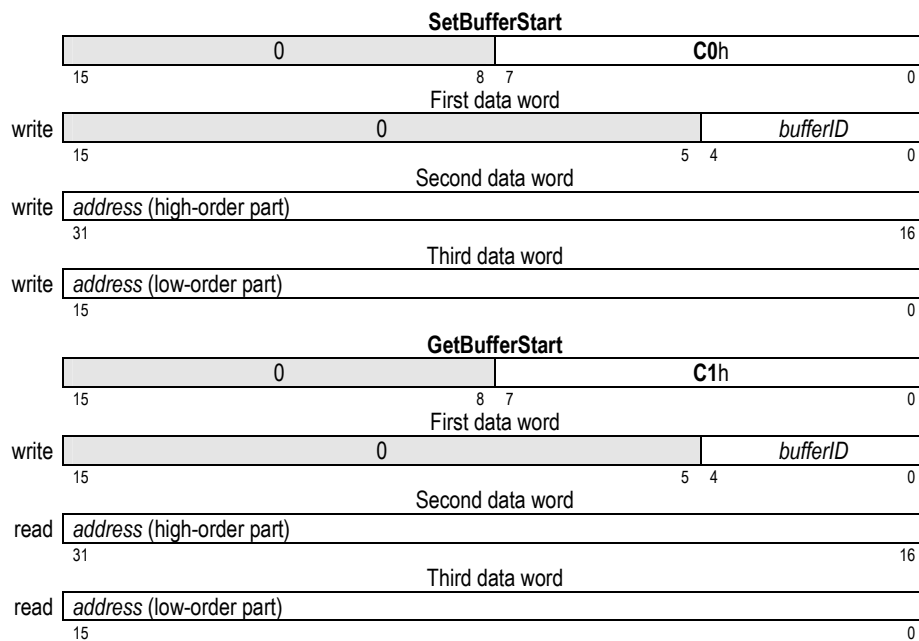 SetBufferStart
0 C0h
15 8 7 0
First data word
write 0 bufferID
15 5 4 0
Second data word
write address (high-order part)
31 16
Third data word
write address (low-order part)
15 0
GetBufferStart
0 C1h
15 8 7 0
First data word
write 0 bufferID
15 5 4 0
Second data word
read address (high-order part)
31 16
Third data word
read address (low-order part)
15 0